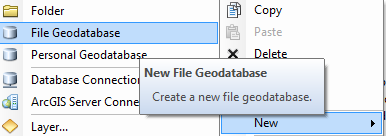 Folder
File Geodatabase
Personal Geodatabase
Database Connection
ArcGIS Server Conne
Layer...
Copy
Paste
Delete
New File Geodatabase
Create a new file geodatabase.
New